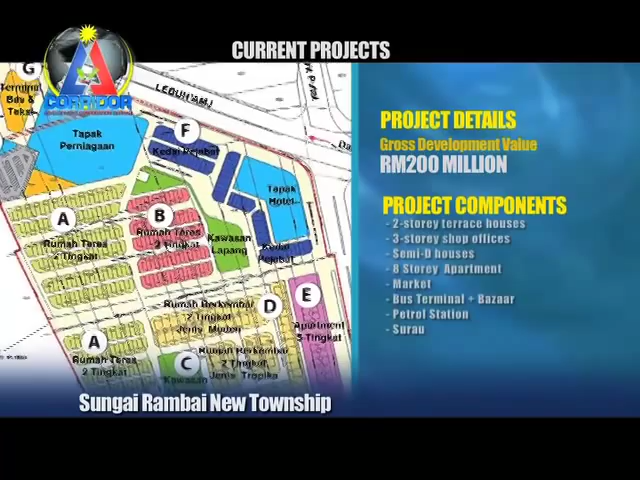 CURRENT PROJECTS
CORRIDOR
G
Terminal
Bas &
Teksi
Tapak
Perniagaan
F
Kedai Pejabat
Tapak
Hotel
A
Rumah Teres
2 Tingkat
B
Rumah Teres
2 Tingkat
Kawasan
Lapang
Kedai
Pejabat
Rumah Berkembar
2 Tingkat
Jenis Moden
D
E
Apartment
A
Rumah Teres
2 Tingkat
C
Kawasan
Rumah Berkembar
2 Tingkat
Jenis Tropika
Sungai Rambai New Township
PROJECT DETAILS
Gross Development Value
RM200 MILLION
PROJECT COMPONENTS
- 2-storey terrace houses
- 3-storey shop offices
- Semi-D houses
- 8 Storey Apartment
- Market
- Bus Terminal + Bazaar
- Petrol Station
- Surau